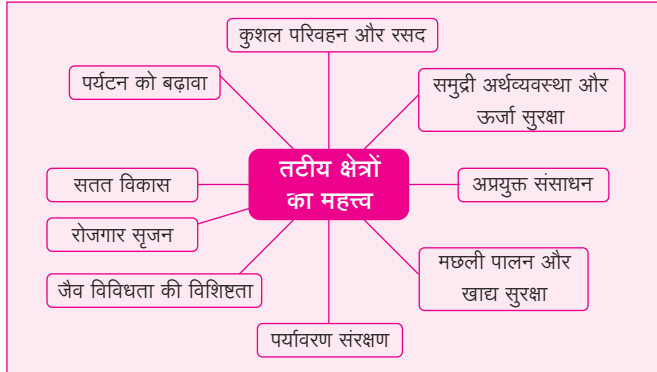 कुशल परिवहन और रसद
पर्यटन को बढ़ावा
समुद्री अर्थव्यवस्था और
ऊर्जा सुरक्षा
तटीय क्षेत्रों
का महत्त्व
सतत विकास
अप्रयुक्त संसाधन
रोजगार सृजन
मछली पालन और
खाद्य सुरक्षा
जैव विविधता की विशिष्टता
पर्यावरण संरक्षण